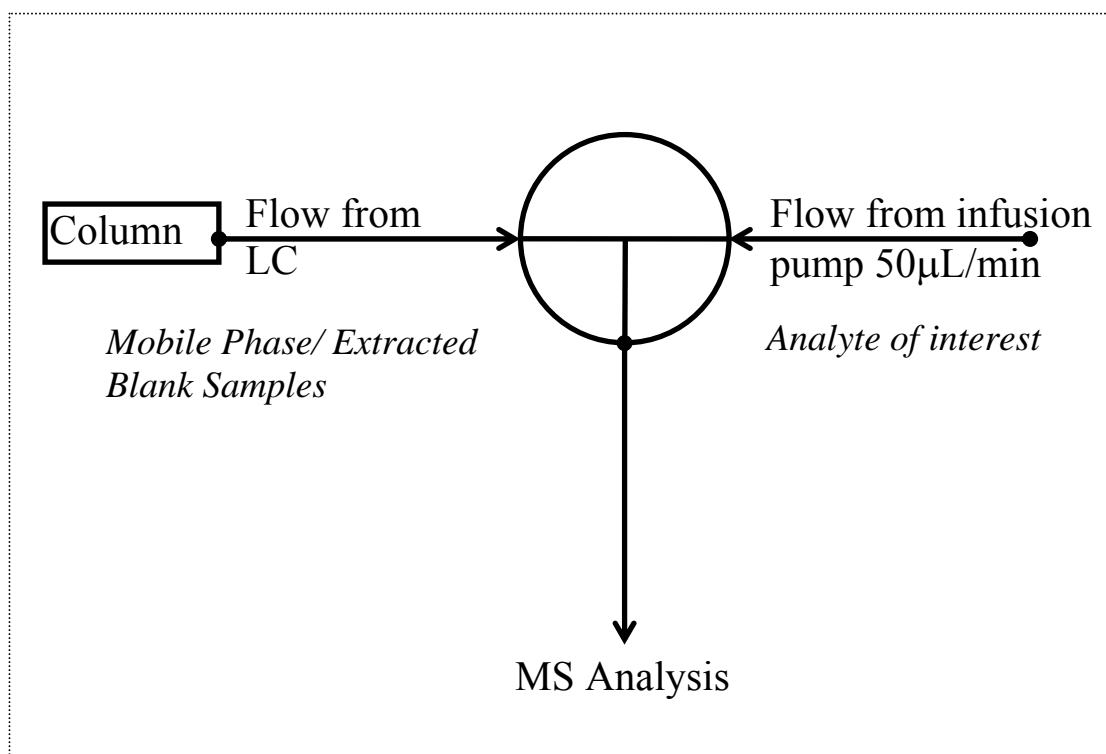 Column
Flow from
LC
Mobile Phase/ Extracted
Blank Samples
Flow from infusion
pump 50μL/min
Analyte of interest
MS Analysis